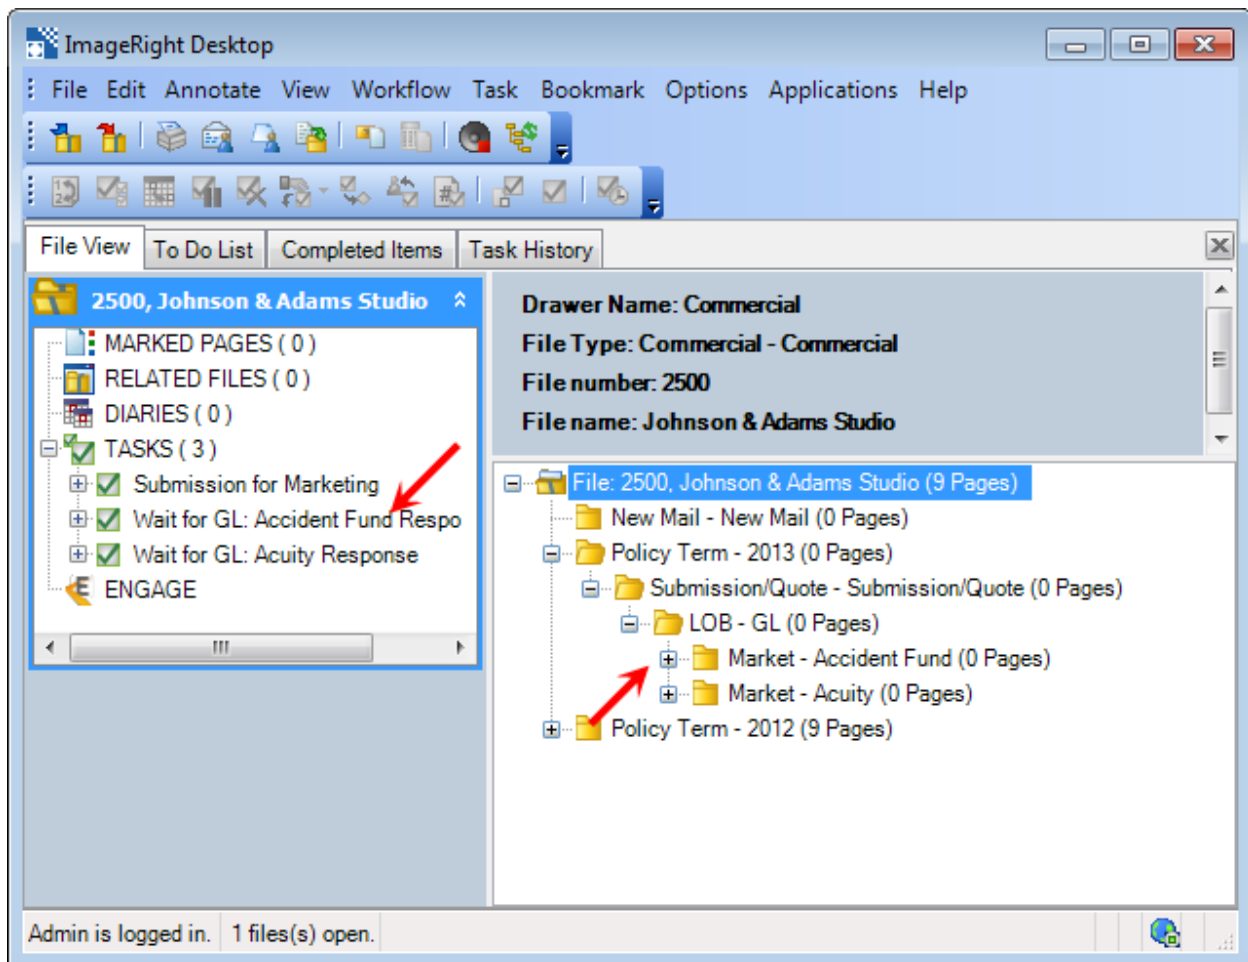 ImageRight Desktop
File Edit Annotate View Workflow Task Bookmark Options Applications Help
File View To Do List Completed Items Task History
2500, Johnson & Adams Studio
MARKED PAGES ( 0 )
RELATED FILES ( 0 )
DIARIES ( 0 )
TASKS ( 3 )
Submission for Marketing
Wait for GL: Accident Fund Respo
Wait for GL: Acuity Response
ENGAGE
Drawer Name: Commercial
File Type: Commercial - Commercial
File number: 2500
File name: Johnson & Adams Studio
File: 2500, Johnson & Adams Studio (9 Pages)
New Mail - New Mail (0 Pages)
Policy Term - 2013 (0 Pages)
Submission/Quote - Submission/Quote (0 Pages)
LOB - GL (0 Pages)
Market - Accident Fund (0 Pages)
Market - Acuity (0 Pages)
Policy Term - 2012 (9 Pages)
Admin is logged in. 1 files(s) open.